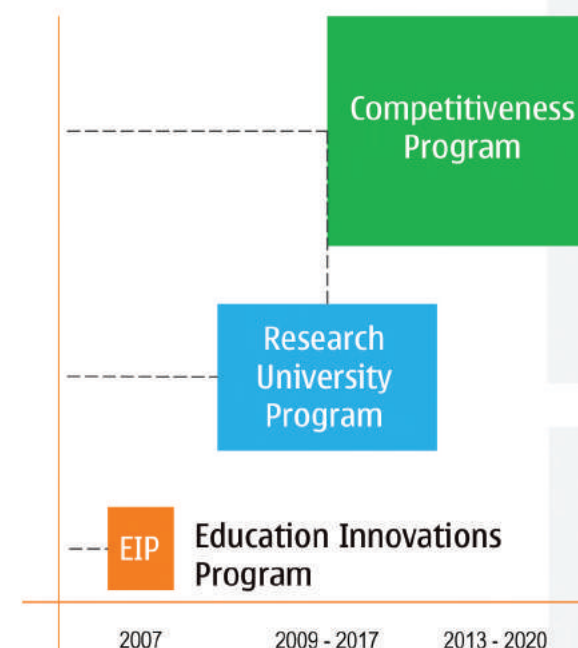 Competitiveness
Program
Research
University
Program
EIP
Education Innovations
Program
2007
2009 - 2017
2013 - 2020